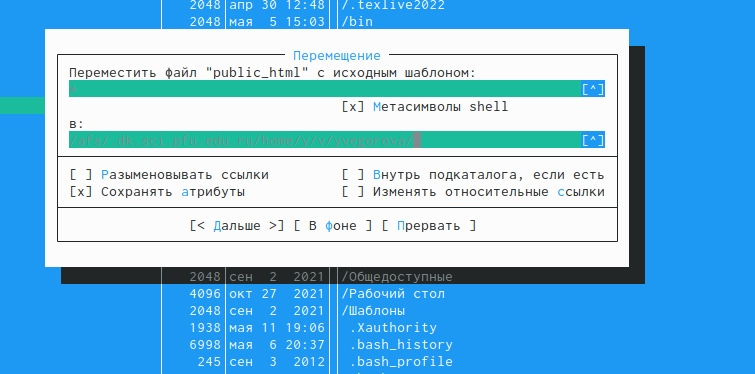 2048 апр 30 12:48 /.texlive2022
2048 мая 5 15:03 /bin
Перемещение
Переместить файл "public_html" с исходным шаблоном:
[^]
[x] Метасимволы shell
в:
[^]
[ ] Разыменовывать ссылки [ ] Внутрь подкаталога, если есть
[x] Сохранять атрибуты [ ] Изменять относительные ссылки
[< Дальше >] [ В фоне ] [ Прервать ]
2048 сен 2 2021 /Общедоступные
4096 окт 27 2021 /Рабочий стол
2048 сен 2 2021 /Шаблоны
1938 мая 11 19:06 .Xauthority
6998 мая 6 20:37 .bash_history
245 сен 3 2012 .bash_profile